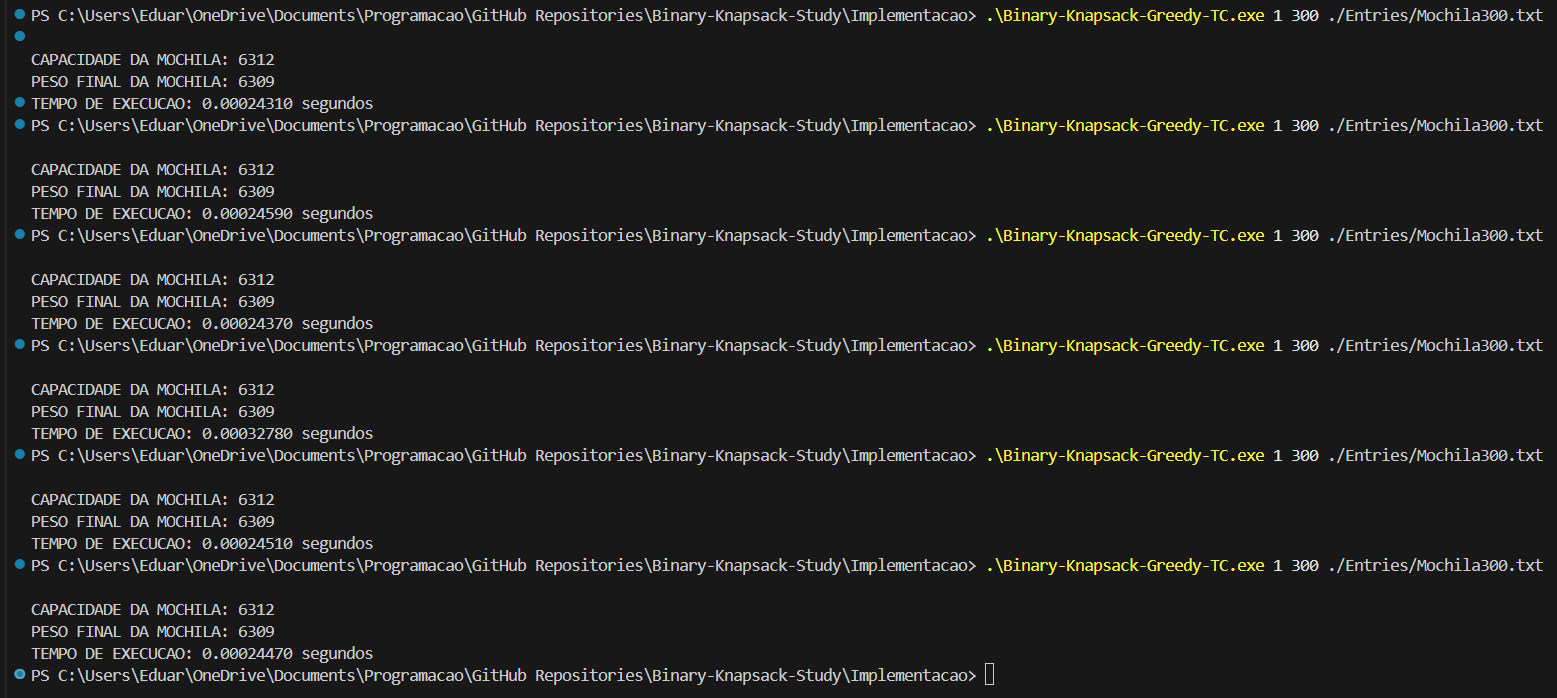 PS C:\Users\Eduar\OneDrive\Documents\Programacao\GitHub Repositories\Binary-Knapsack-Study\Implementacao> .\Binary-Knapsack-Greedy-TC.exe 1 300 ./Entries/Mochila300.txt
CAPACIDADE DA MOCHILA: 6312
PESO FINAL DA MOCHILA: 6309
TEMPO DE EXECUCAO: 0.00024310 segundos
PS C:\Users\Eduar\OneDrive\Documents\Programacao\GitHub Repositories\Binary-Knapsack-Study\Implementacao> .\Binary-Knapsack-Greedy-TC.exe 1 300 ./Entries/Mochila300.txt
CAPACIDADE DA MOCHILA: 6312
PESO FINAL DA MOCHILA: 6309
TEMPO DE EXECUCAO: 0.00024590 segundos
PS C:\Users\Eduar\OneDrive\Documents\Programacao\GitHub Repositories\Binary-Knapsack-Study\Implementacao> .\Binary-Knapsack-Greedy-TC.exe 1 300 ./Entries/Mochila300.txt
CAPACIDADE DA MOCHILA: 6312
PESO FINAL DA MOCHILA: 6309
TEMPO DE EXECUCAO: 0.00024370 segundos
PS C:\Users\Eduar\OneDrive\Documents\Programacao\GitHub Repositories\Binary-Knapsack-Study\Implementacao> .\Binary-Knapsack-Greedy-TC.exe 1 300 ./Entries/Mochila300.txt
CAPACIDADE DA MOCHILA: 6312
PESO FINAL DA MOCHILA: 6309
TEMPO DE EXECUCAO: 0.00032780 segundos
PS C:\Users\Eduar\OneDrive\Documents\Programacao\GitHub Repositories\Binary-Knapsack-Study\Implementacao> .\Binary-Knapsack-Greedy-TC.exe 1 300 ./Entries/Mochila300.txt
CAPACIDADE DA MOCHILA: 6312
PESO FINAL DA MOCHILA: 6309
TEMPO DE EXECUCAO: 0.00024510 segundos
PS C:\Users\Eduar\OneDrive\Documents\Programacao\GitHub Repositories\Binary-Knapsack-Study\Implementacao> .\Binary-Knapsack-Greedy-TC.exe 1 300 ./Entries/Mochila300.txt
CAPACIDADE DA MOCHILA: 6312
PESO FINAL DA MOCHILA: 6309
TEMPO DE EXECUCAO: 0.00024470 segundos
PS C:\Users\Eduar\OneDrive\Documents\Programacao\GitHub Repositories\Binary-Knapsack-Study\Implementacao>